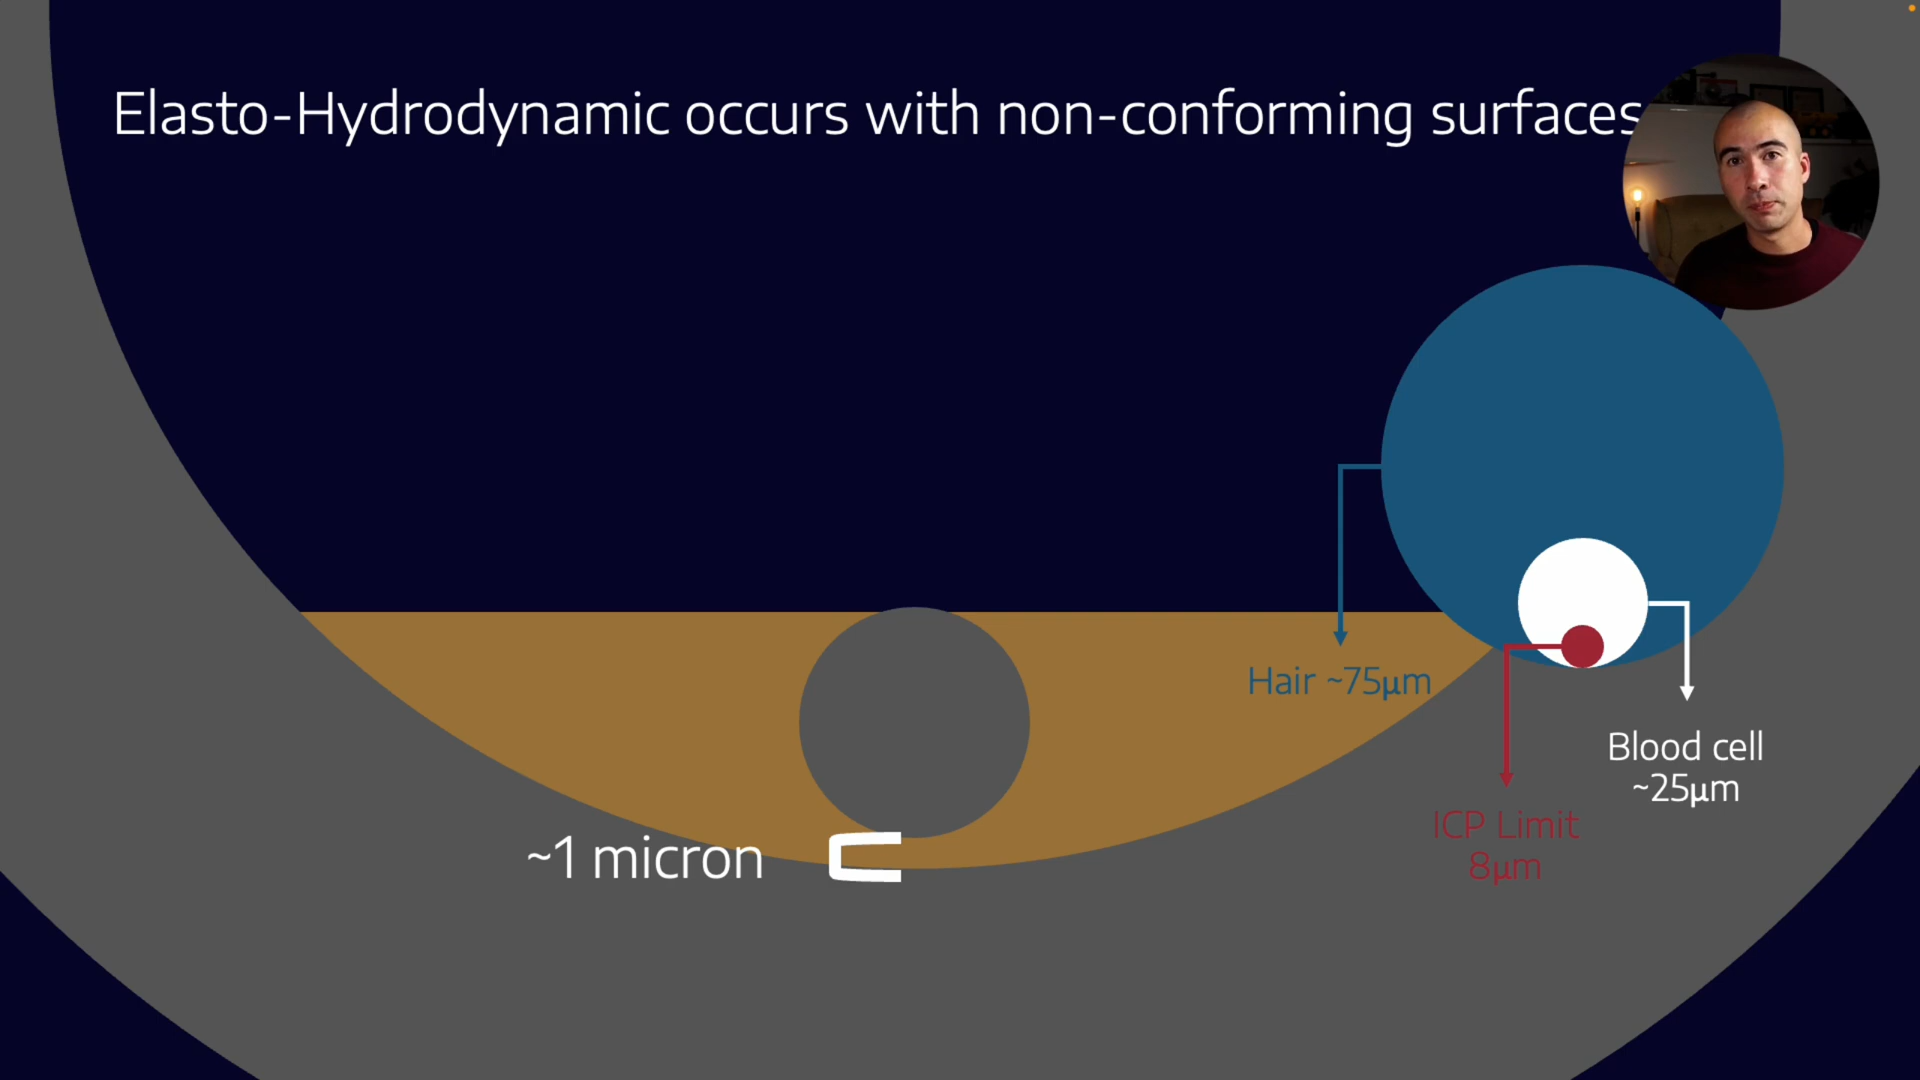 Elasto-Hydrodynamic occurs with non-conforming surfaces
Hair ~75μm
Blood cell
~25μm
ICP Limit
8μm
~1 micron